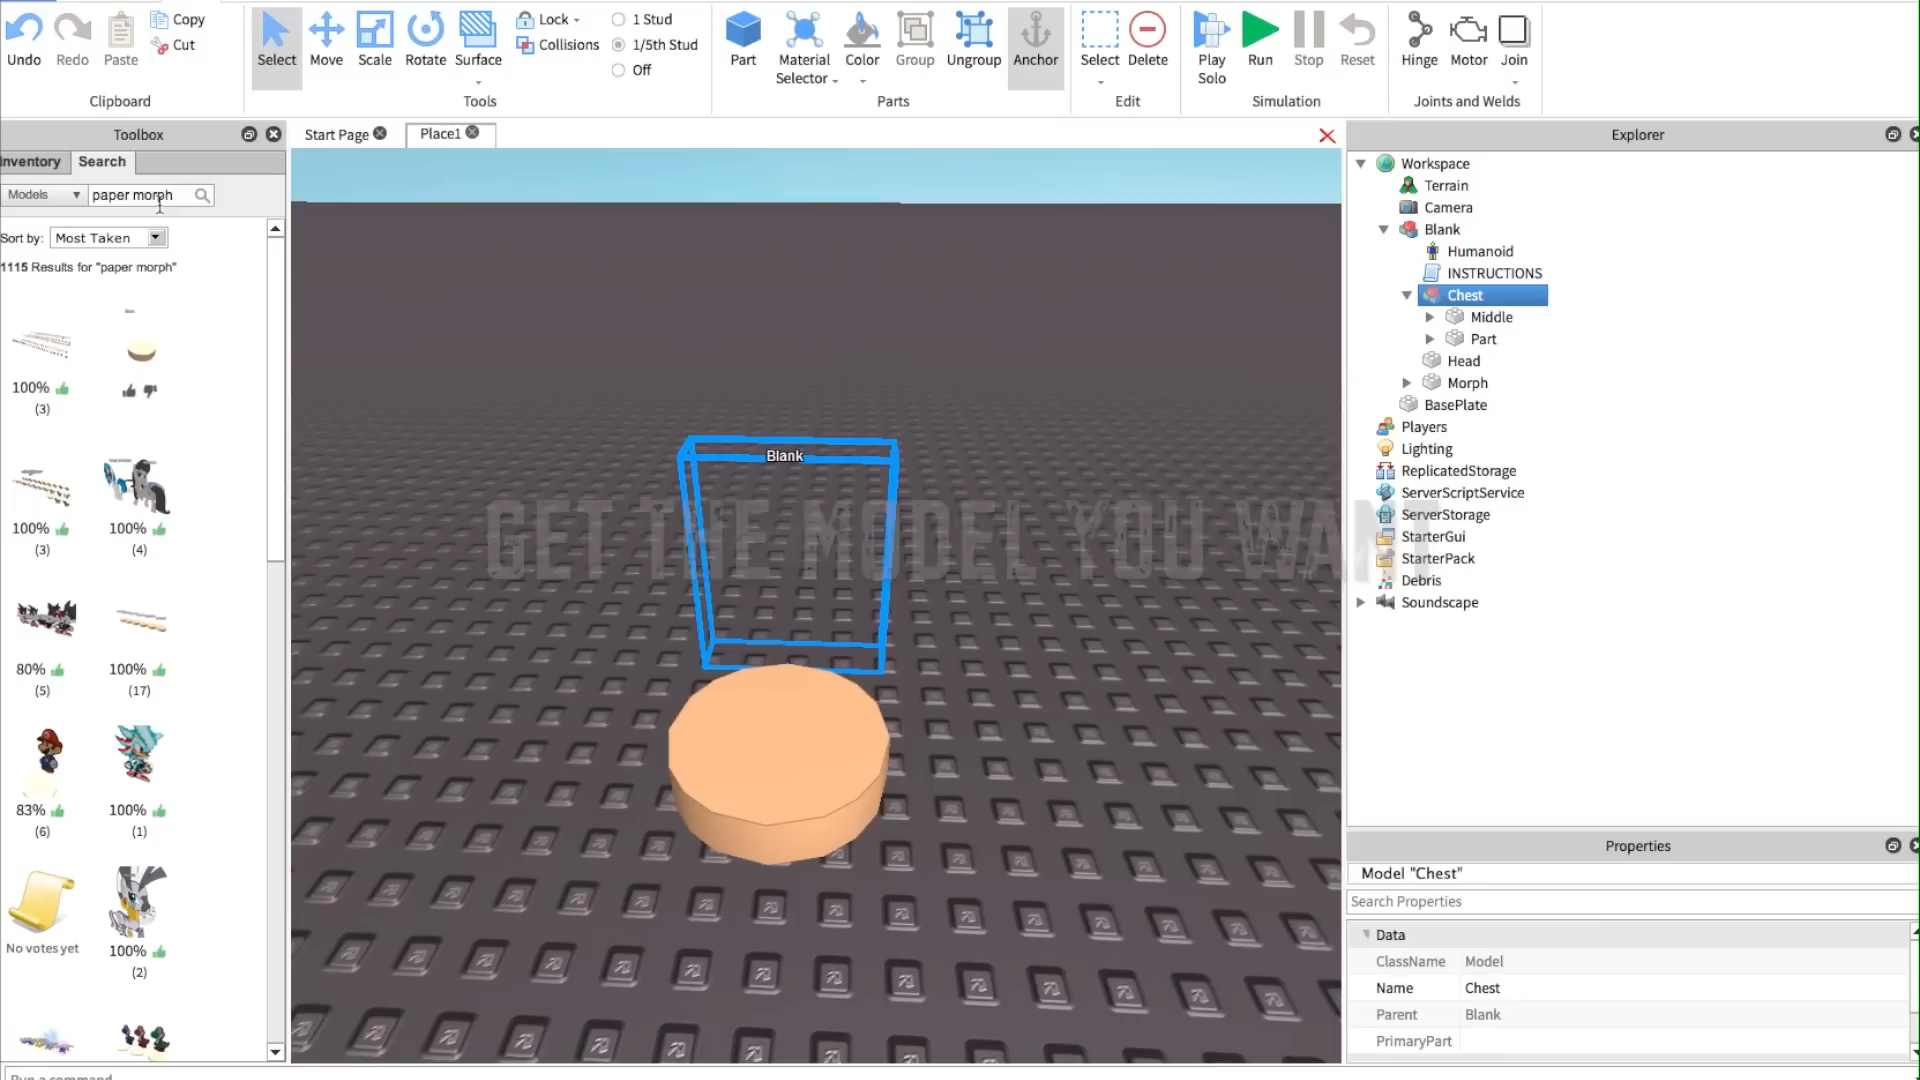 Undo
Redo
Paste
Copy
Cut
Clipboard
Select
Move
Scale
Rotate
Surface
Lock
Collisions
1 Stud
1/5th Stud
Off
Tools
Part
Material
Selector
Color
Group
Ungroup
Anchor
Parts
Select
Delete
Edit
Play
Solo
Run
Stop
Reset
Simulation
Hinge
Motor
Join
Joints and Welds
Toolbox
Inventory
Search
Models
paper morph
Sort by:
Most Taken
1115 Results for "paper morph"
100%
(3)
100%
(3)
100%
(4)
80%
(5)
100%
(17)
83%
(6)
100%
(1)
No votes yet
100%
(2)
Start Page
Place1
Blank
GET THE MODEL YOU WANT
Explorer
Workspace
Terrain
Camera
Blank
Humanoid
INSTRUCTIONS
Chest
Middle
Part
Head
Morph
BasePlate
Players
Lighting
ReplicatedStorage
ServerScriptService
ServerStorage
StarterGui
StarterPack
Debris
Soundscape
Properties
Model "Chest"
Search Properties
Data
ClassName Model
Name Chest
Parent Blank
PrimaryPart
Run a command